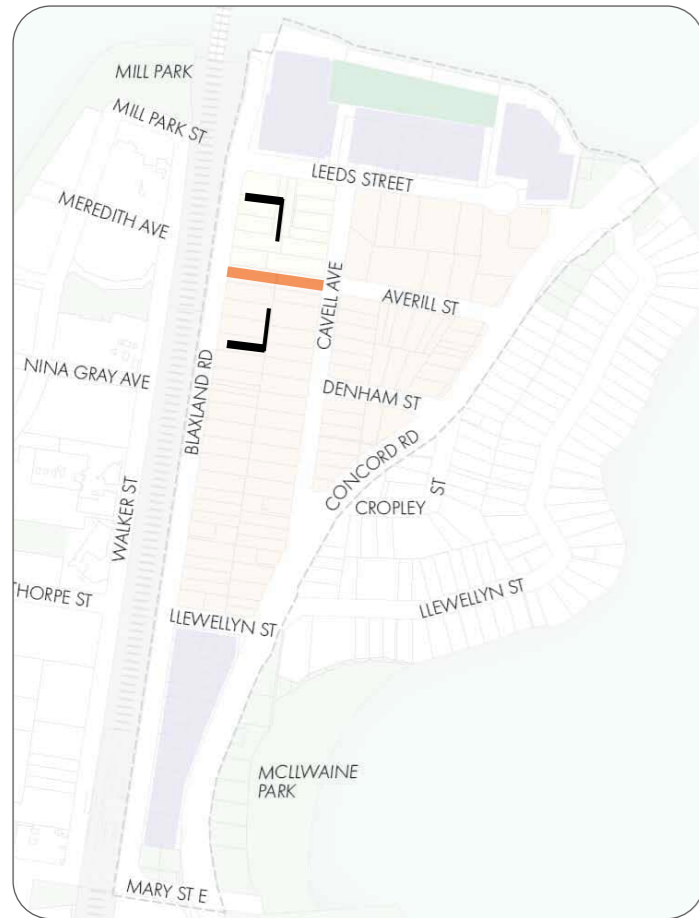 MILL PARK
MILL PARK ST
LEEDS STREET
MEREDITH AVE
AVERILL ST
CAVELL AVE
NINA GRAY AVE
BLAXLAND RD
DENHAM ST
CONCORD RD
CROPLEY
ST
WALKER ST
THORPE ST
LLEWELLYN ST
LLEWELLYN ST
MCLLWAINE
PARK
MARY ST E